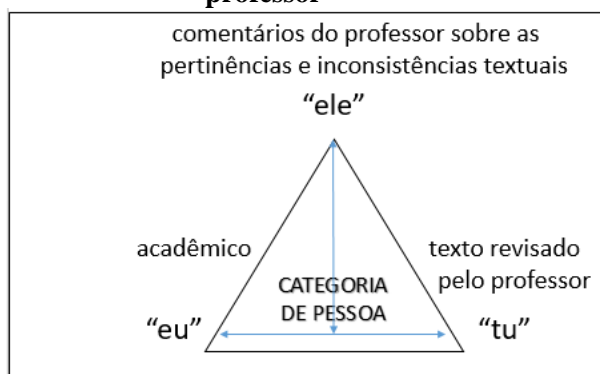 professor
comentários do professor sobre as
pertinências e inconsistências textuais
“ele”
acadêmico
texto revisado
pelo professor
CATEGORIA
DE PESSOA
“eu”
“tu”